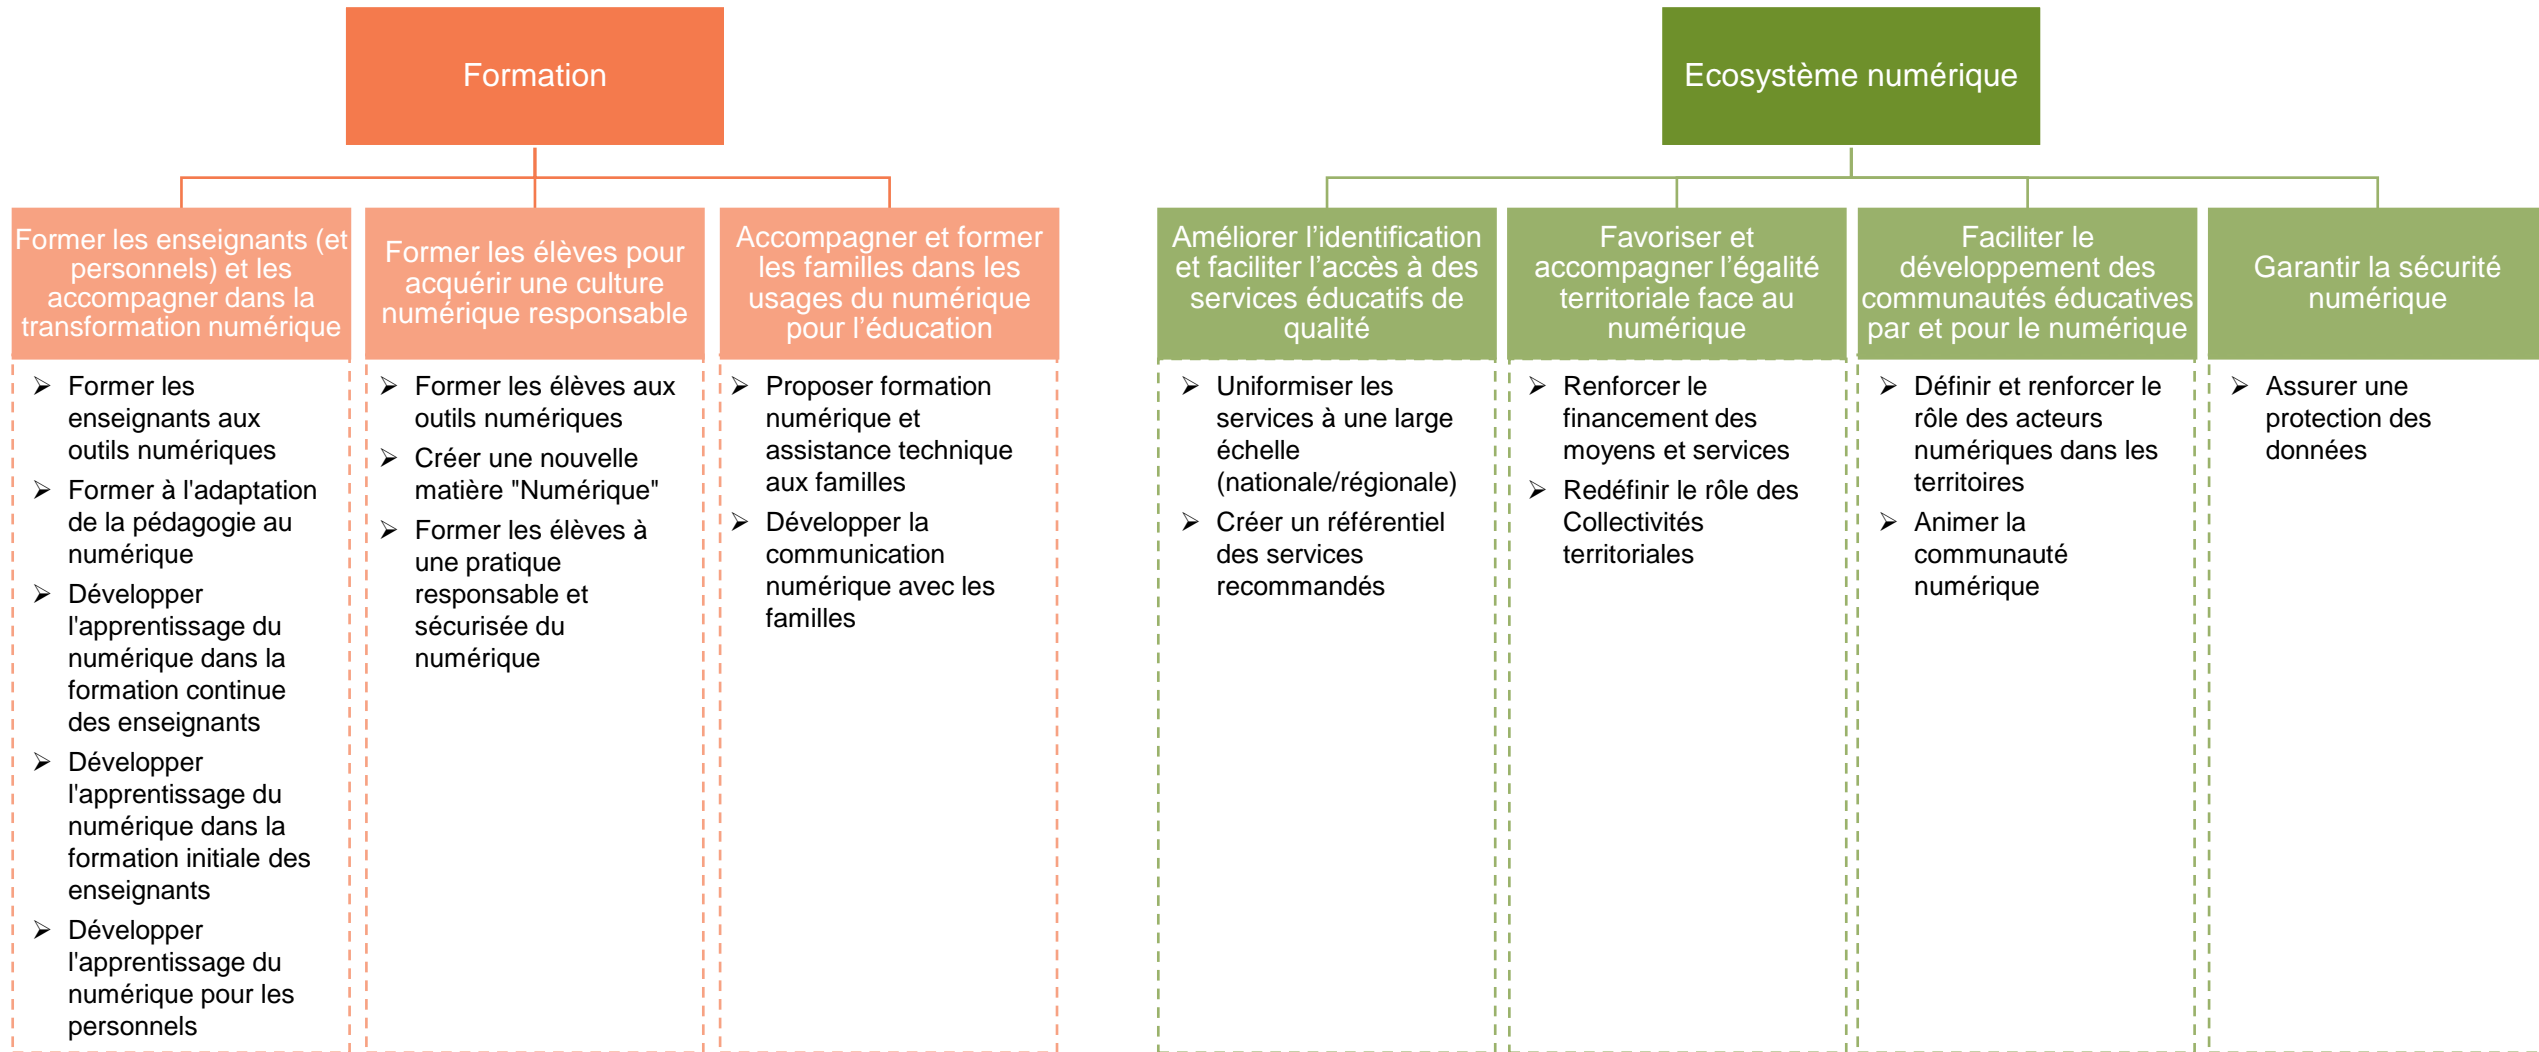 Formation
Ecosystème numérique
Former les enseignants (et
personnels) et les
accompagner dans la
transformation numérique
Former les élèves pour
acquérir une culture
numérique responsable
Accompagner et former
les familles dans les
usages du numérique
pour l’éducation
Améliorer l’identification
et faciliter l’accès à des
services éducatifs de
qualité
Favoriser et
accompagner l’égalité
territoriale face au
numérique
Faciliter le
développement des
communautés éducatives
par et pour le numérique
Garantir la sécurité
numérique
➢ Former les
enseignants aux
outils numériques
➢ Former à l'adaptation
de la pédagogie au
numérique
➢ Développer
l'apprentissage du
numérique dans la
formation continue
des enseignants
➢ Développer
l'apprentissage du
numérique dans la
formation initiale des
enseignants
➢ Développer
l'apprentissage du
numérique pour les
personnels
➢ Former les élèves aux
outils numériques
➢ Créer une nouvelle
matière "Numérique"
➢ Former les élèves à
une pratique
responsable et
sécurisée du
numérique
➢ Proposer formation
numérique et
assistance technique
aux familles
➢ Développer la
communication
numérique avec les
familles
➢ Uniformiser les
services à une large
échelle
(nationale/régionale)
➢ Créer un référentiel
des services
recommandés
➢ Renforcer le
financement des
moyens et services
➢ Redéfinir le rôle des
Collectivités
territoriales
➢ Définir et renforcer le
rôle des acteurs
numériques dans les
territoires
➢ Animer la
communauté
numérique
➢ Assurer une
protection des
données